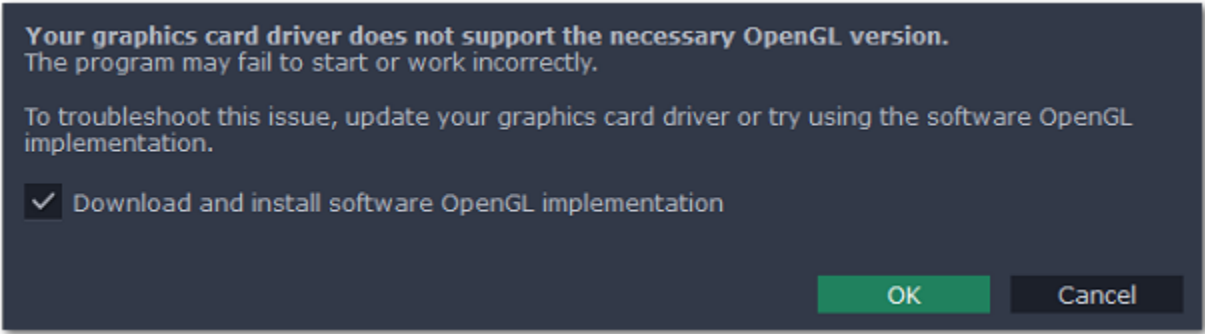 Your graphics card driver does not support the necessary OpenGL version.
The program may fail to start or work incorrectly.
To troubleshoot this issue, update your graphics card driver or try using the software OpenGL
implementation.
Download and install software OpenGL implementation
OK
Cancel